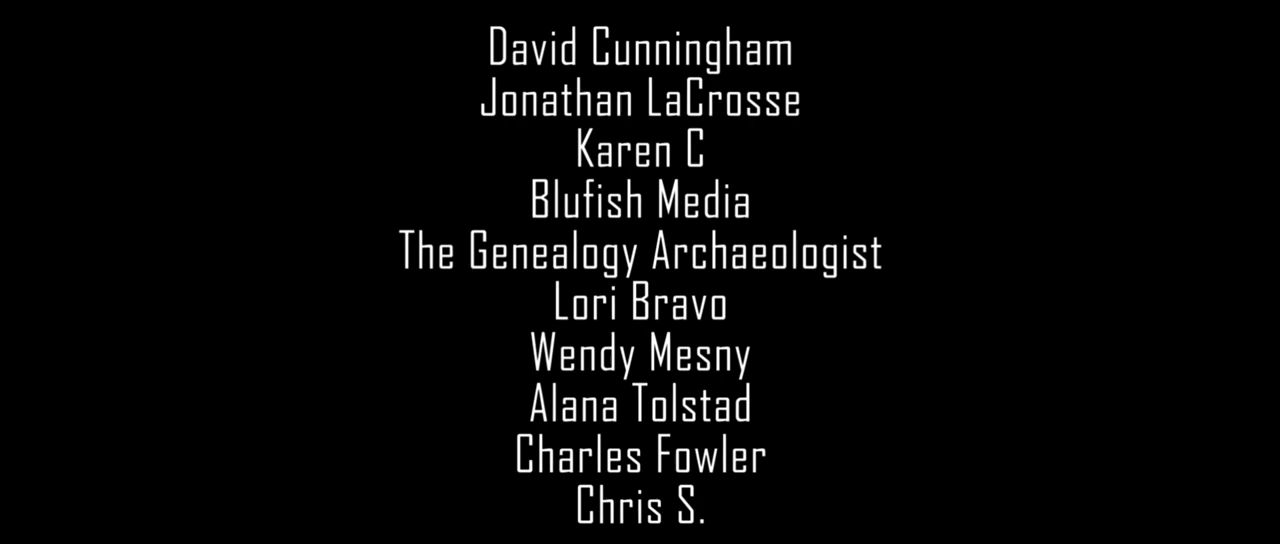 David Cunningham
Jonathan LaCrosse
Karen C
Blufish Media
The Genealogy Archaeologist
Lori Bravo
Wendy Mesny
Alana Tolstad
Charles Fowler
Chris S.